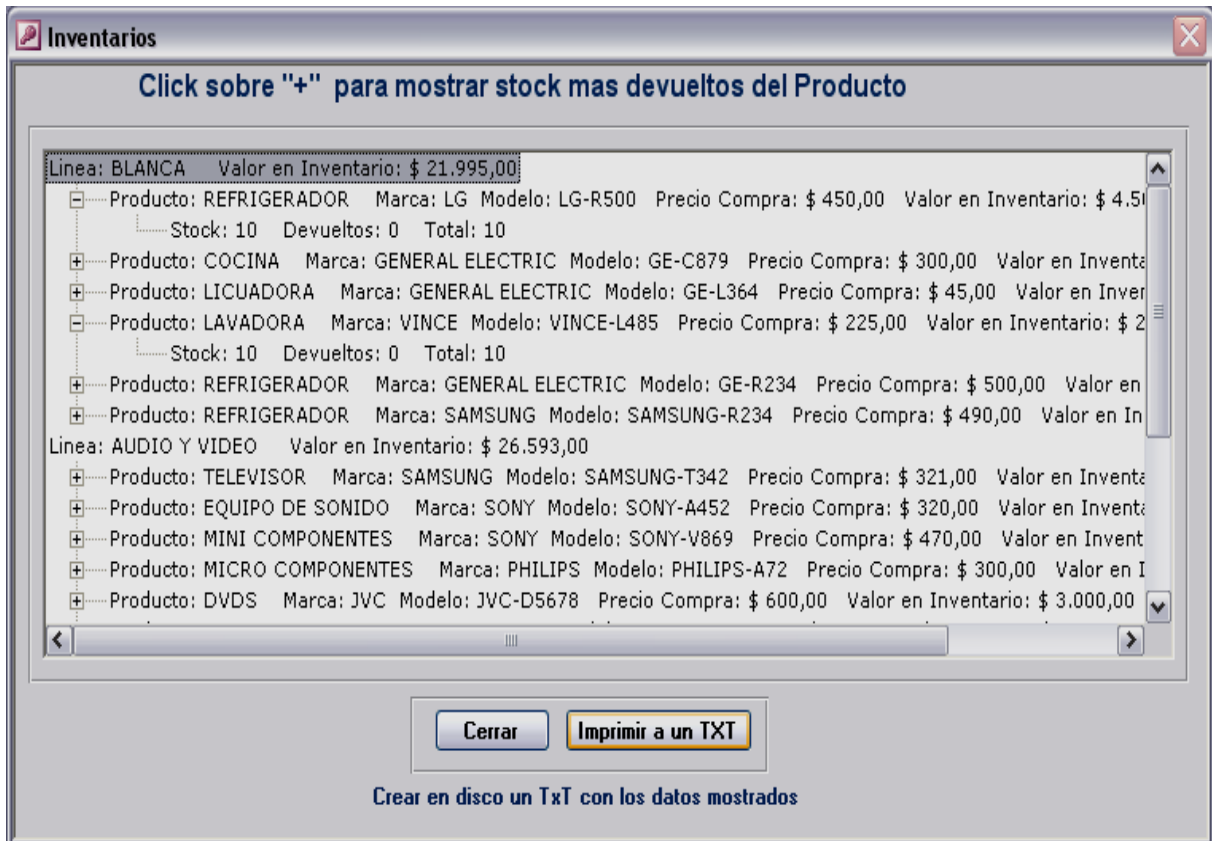 Inventarios
Click sobre "+" para mostrar stock mas devueltos del Producto
Linea: BLANCA Valor en Inventario: $ 21.995,00
Producto: REFRIGERADOR Marca: LG Modelo: LG-R500 Precio Compra: $ 450,00 Valor en Inventario: $ 4.5
Stock: 10 Devueltos: 0 Total: 10
Producto: COCINA Marca: GENERAL ELECTRIC Modelo: GE-C879 Precio Compra: $ 300,00 Valor en Inventa
Producto: LICUADORA Marca: GENERAL ELECTRIC Modelo: GE-L364 Precio Compra: $ 45,00 Valor en Inver
Producto: LAVADORA Marca: VINCE Modelo: VINCE-L485 Precio Compra: $ 225,00 Valor en Inventario: $ 2
Stock: 10 Devueltos: 0 Total: 10
Producto: REFRIGERADOR Marca: GENERAL ELECTRIC Modelo: GE-R234 Precio Compra: $ 500,00 Valor en
Producto: REFRIGERADOR Marca: SAMSUNG Modelo: SAMSUNG-R234 Precio Compra: $ 490,00 Valor en In
Linea: AUDIO Y VIDEO Valor en Inventario: $ 26.593,00
Producto: TELEVISOR Marca: SAMSUNG Modelo: SAMSUNG-T342 Precio Compra: $ 321,00 Valor en Inventa
Producto: EQUIPO DE SONIDO Marca: SONY Modelo: SONY-A452 Precio Compra: $ 320,00 Valor en Inventa
Producto: MINI COMPONENTES Marca: SONY Modelo: SONY-V869 Precio Compra: $ 470,00 Valor en Invent
Producto: MICRO COMPONENTES Marca: PHILIPS Modelo: PHILIPS-A72 Precio Compra: $ 300,00 Valor en I
Producto: DVDS Marca: JVC Modelo: JVC-D5678 Precio Compra: $ 600,00 Valor en Inventario: $ 3.000,00
Cerrar Imprimir a un TXT
Crear en disco un TxT con los datos mostrados